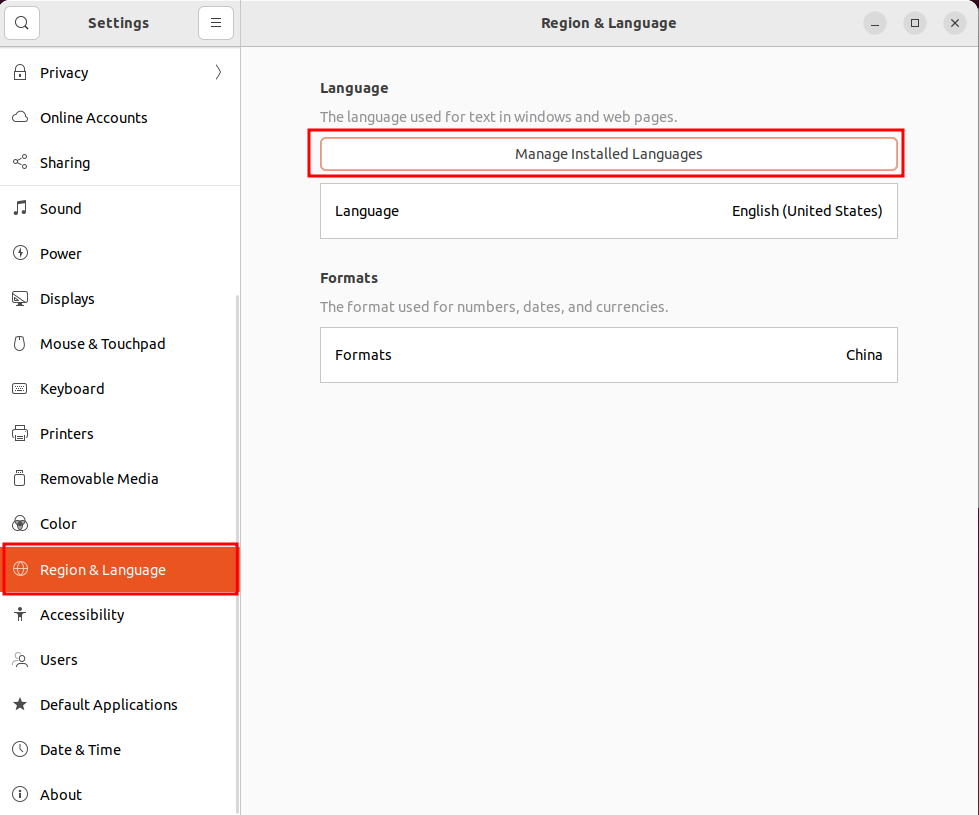 Settings
Region & Language
Privacy
Online Accounts
Sharing
Sound
Power
Displays
Mouse & Touchpad
Keyboard
Printers
Removable Media
Color
Region & Language
Accessibility
Users
Default Applications
Date & Time
About
Language
The language used for text in windows and web pages.
Manage Installed Languages
Language English (United States)
Formats
The format used for numbers, dates, and currencies.
Formats China